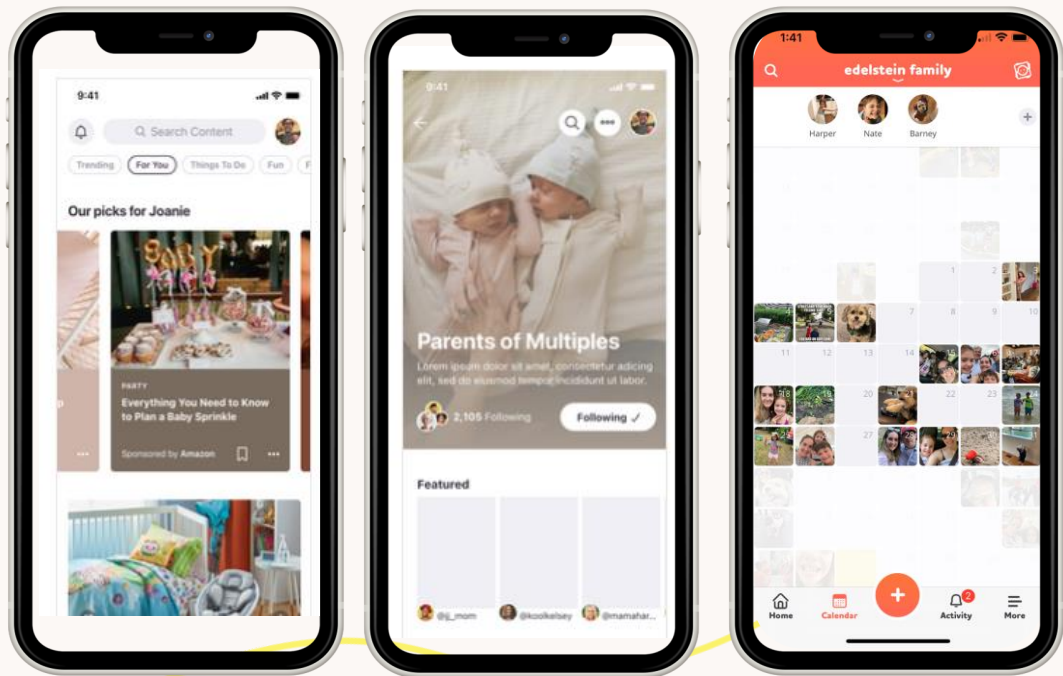 9:41
Search Content
Trending
For You
Things To Do
Fun
F
Our picks for Joanie
BABY
PARTY
Everything You Need to Know
to Plan a Baby Sprinkle
Sponsored by Amazon
9:41
Parents of Multiples
Lorem ipsum dolor sit amet, consectetur adicing
elit, sed do eiusmod tempor incididunt ut labor.
2,105 Following
Following ✓
Featured
@jj_mom
@koolkelsey
@mamahar...
1:41
edelstein family
Harper
Nate
Barney
+
1
2
7
8
9
10
11
12
13
14
20
22
23
27
+
2
Home
Calendar
Activity
More